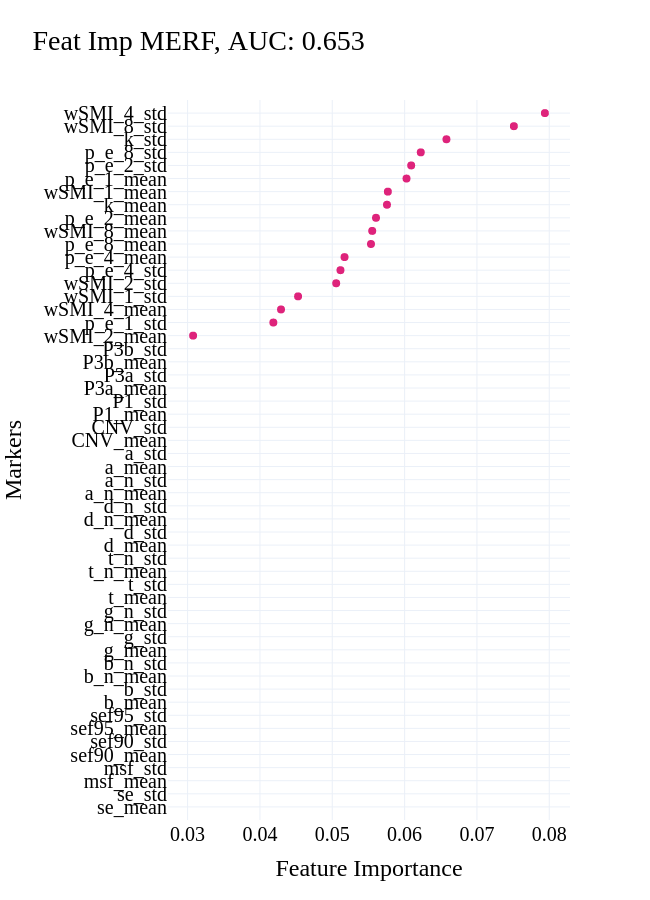 Feat Imp MERF, AUC: 0.653
wSMI_4_std
wSMI_8_std
k_std
p_e_8_std
p_e_2_std
p_e_1_mean
wSMI_1_mean
k_mean
p_e_2_mean
wSMI_8_mean
p_e_8_mean
p_e_4_mean
p_e_4_std
wSMI_2_std
wSMI_1_std
wSMI_4_mean
p_e_1_std
wSMI_2_mean
P3b_std
P3b_mean
P3a_std
P3a_mean
P1_std
P1_mean
CNV_std
CNV_mean
a_std
a_mean
a_n_std
a_n_mean
d_n_std
d_n_mean
d_std
d_mean
t_n_std
t_n_mean
t_std
t_mean
g_n_std
g_n_mean
g_std
g_mean
b_n_std
b_n_mean
b_std
b_mean
sef95_std
sef95_mean
sef90_std
sef90_mean
msf_std
msf_mean
se_std
se_mean
Markers
0.03 0.04 0.05 0.06 0.07 0.08
Feature Importance